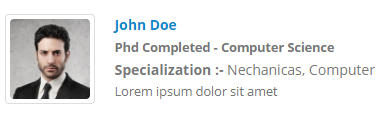 John Doe
Phd Completed - Computer Science
Specialization :- Nechanicas, Computer
Lorem ipsum dolor sit amet